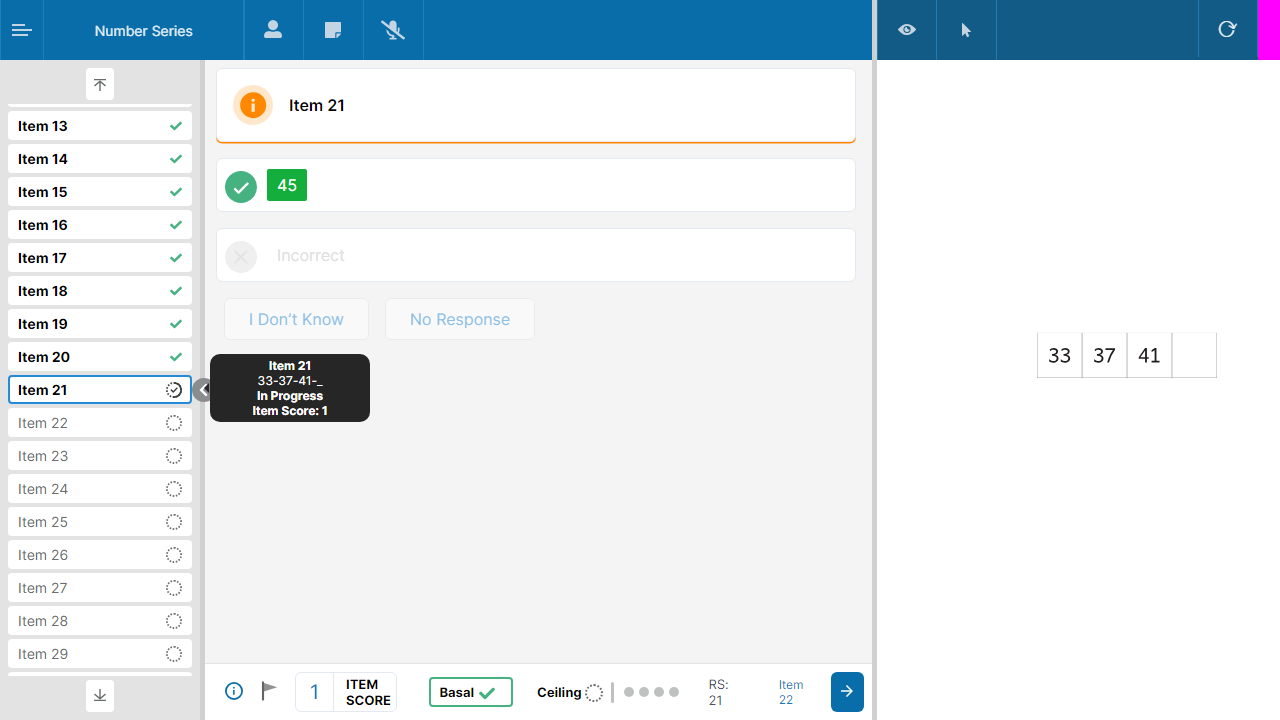 Number Series
Item 13
Item 14
Item 15
Item 16
Item 17
Item 18
Item 19
Item 20
Item 21
Item 22
Item 23
Item 24
Item 25
Item 26
Item 27
Item 28
Item 29
Item 21
45
Incorrect
I Don't Know
No Response
Item 21
33-37-41-_
In Progress
Item Score: 1
1
ITEM
SCORE
Basal
Ceiling
RS:
21
Item
22
33 37 41